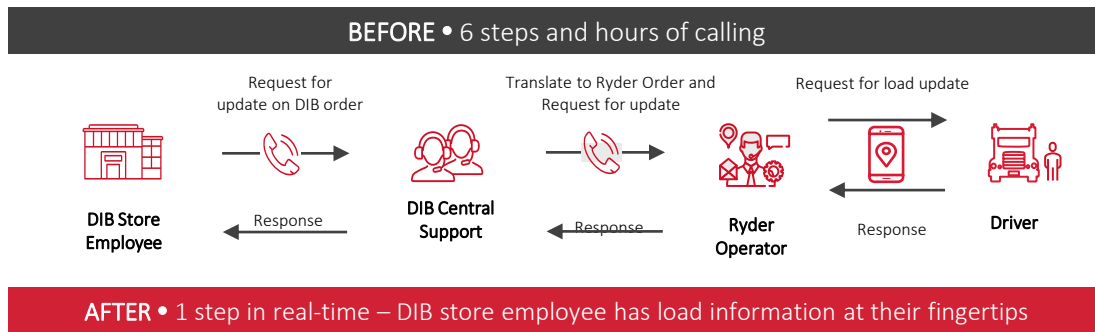 BEFORE • 6 steps and hours of calling
Request for
update on DIB order
Translate to Ryder Order and
Request for update
Request for load update
DIB Store
Employee
Response
DIB Central
Support
Response
Ryder
Operator
Response
Driver
AFTER • 1 step in real-time – DIB store employee has load information at their fingertips